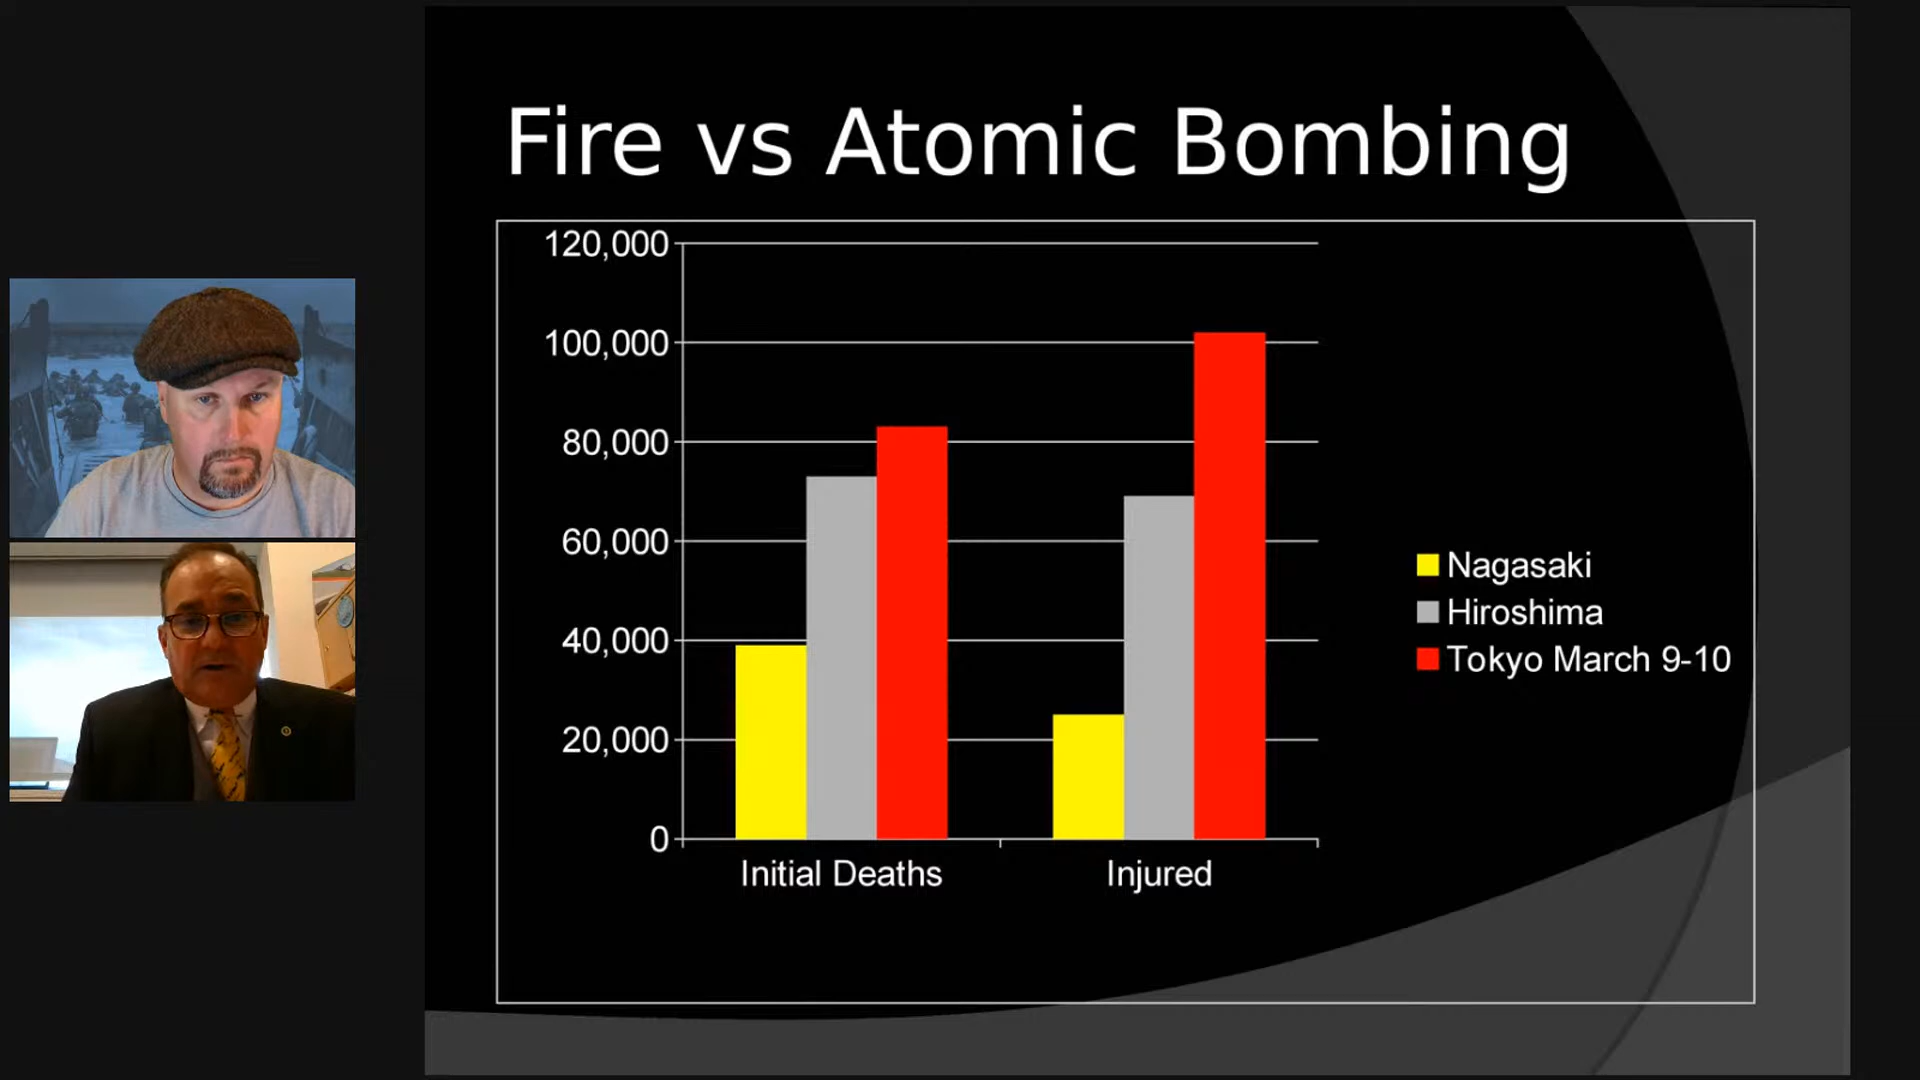 Fire vs Atomic Bombing
120,000
100,000
80,000
60,000
40,000
20,000
0
Initial Deaths
Injured
Nagasaki
Hiroshima
Tokyo March 9-10